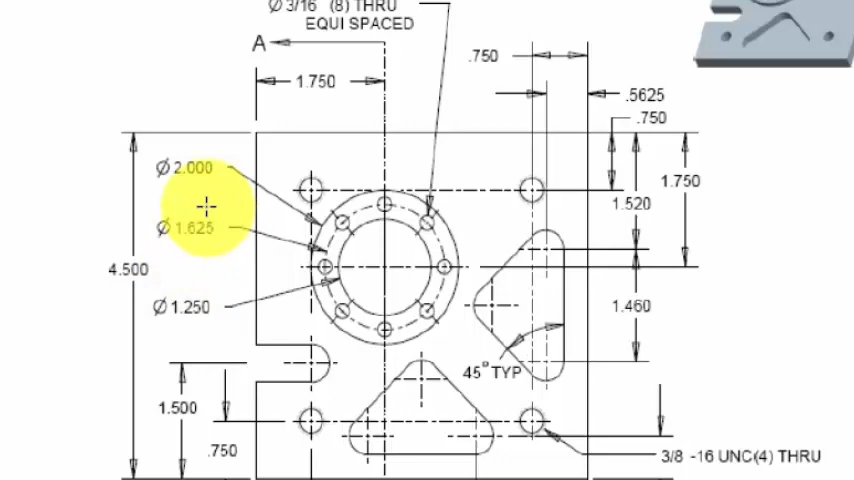 Ø 3/16 (8) THRU
EQUI SPACED
A
.750
1.750
.5625
.750
Ø 2.000
1.750
1.520
Ø 1.625
4.500
Ø 1.250
1.460
45° TYP
1.500
.750
3/8 -16 UNC(4) THRU